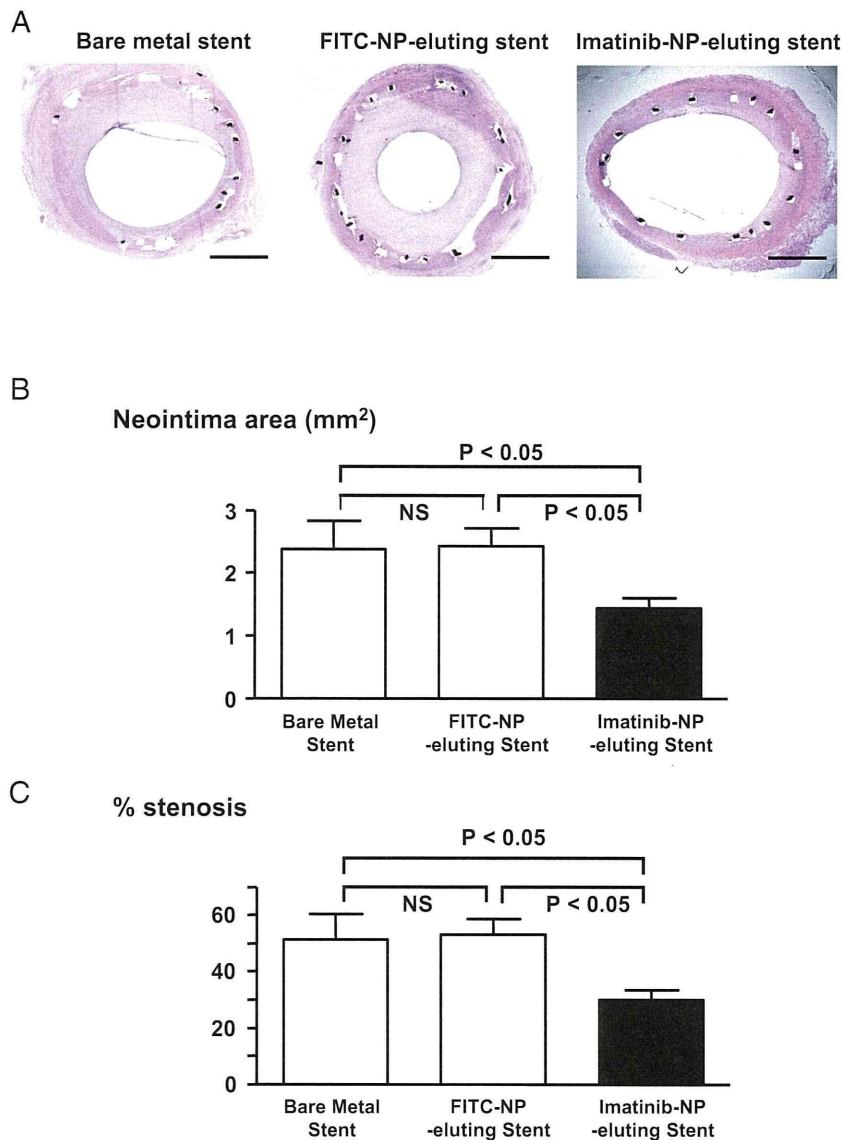 A
Bare metal stent FITC-NP-eluting stent Imatinib-NP-eluting stent
B
Neointima area (mm²)
P < 0.05
NS P < 0.05
3
2
1
0
Bare Metal Stent
FITC-NP -eluting Stent
Imatinib-NP -eluting Stent
C
% stenosis
P < 0.05
NS P < 0.05
60
40
20
0
Bare Metal Stent
FITC-NP -eluting Stent
Imatinib-NP -eluting Stent